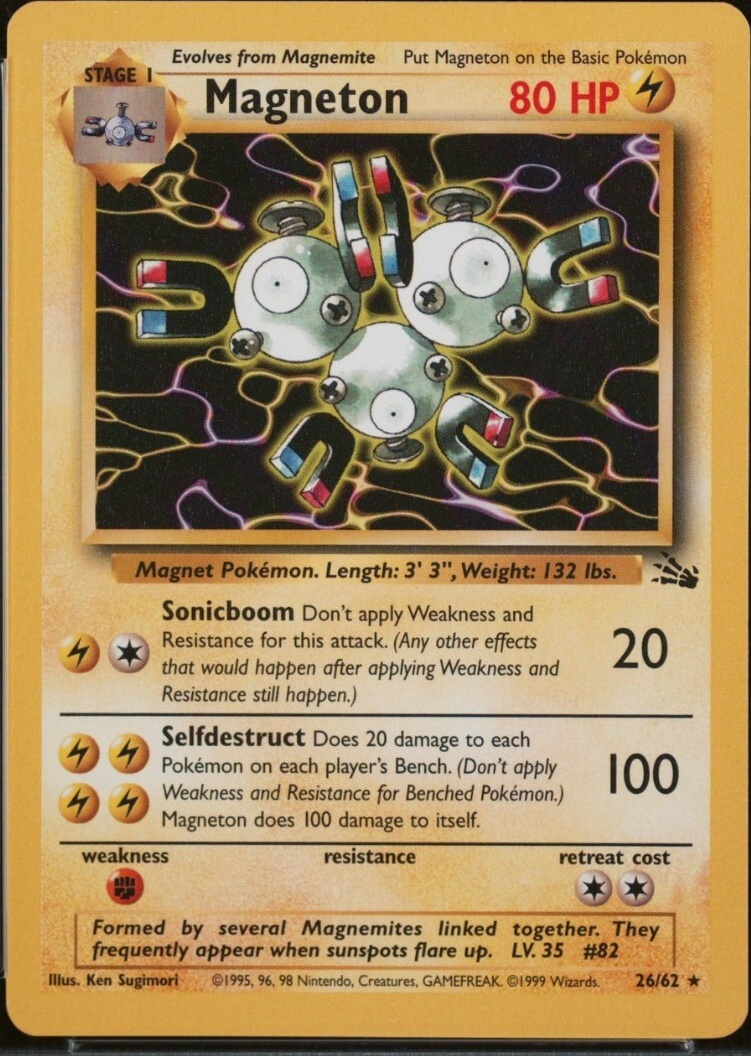 Evolves from Magnemite Put Magneton on the Basic Pokémon
STAGE 1
Magneton 80 HP
Magnet Pokémon. Length: 3' 3", Weight: 132 lbs.
Sonicboom Don't apply Weakness and
Resistance for this attack. (Any other effects
that would happen after applying Weakness and
Resistance still happen.)
20
Selfdestruct Does 20 damage to each
Pokémon on each player's Bench. (Don't apply
Weakness and Resistance for Benched Pokémon.)
Magneton does 100 damage to itself.
100
weakness resistance retreat cost
Formed by several Magnemites linked together. They
frequently appear when sunspots flare up. LV. 35 #82
Illus. Ken Sugimori ©1995, 96, 98 Nintendo, Creatures, GAMEFREAK. ©1999 Wizards. 26/62 ★